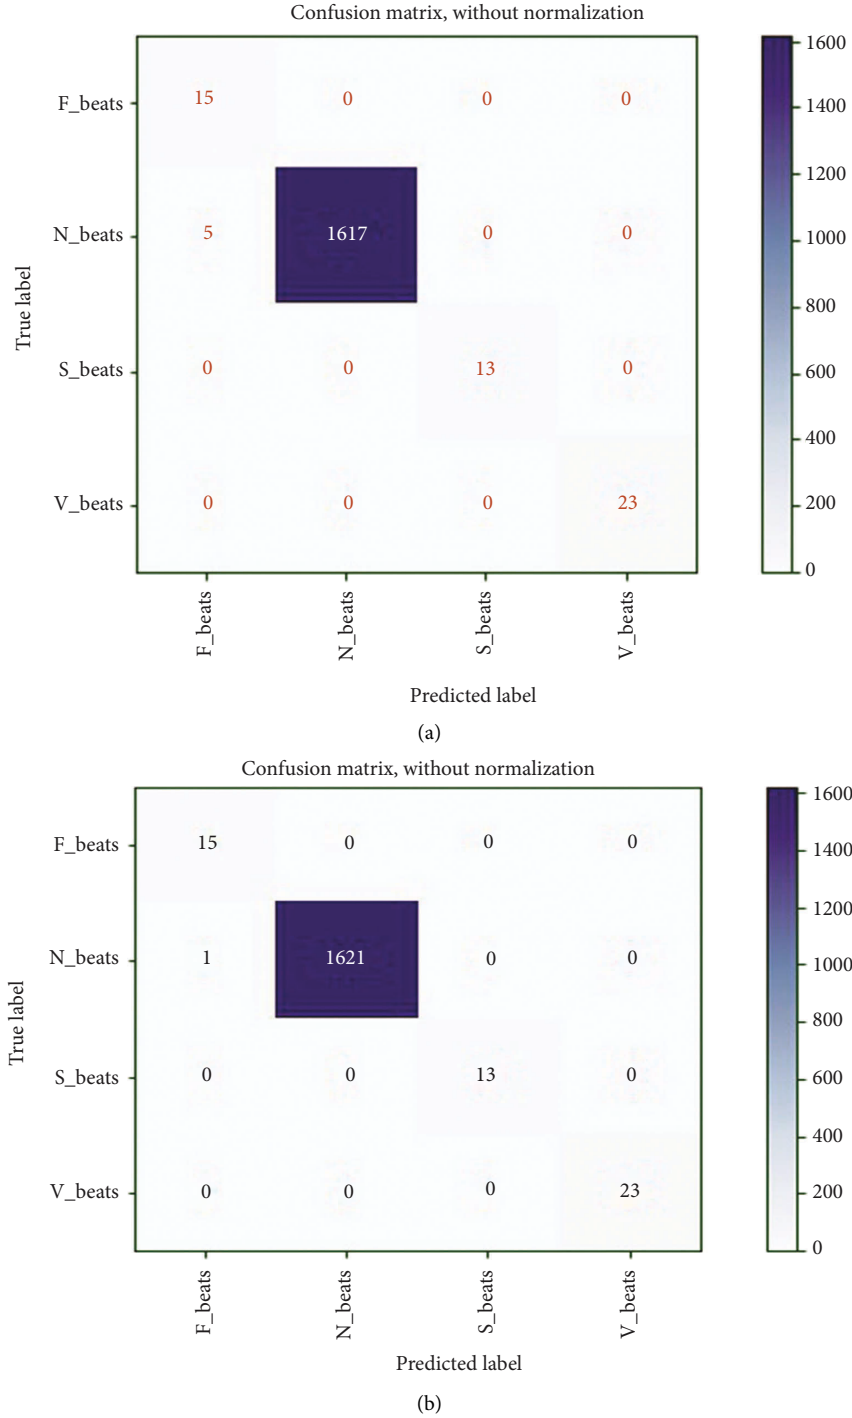 Confusion matrix, without normalization
F_beats 15 0 0 0
N_beats 5 1617 0 0
S_beats 0 0 13 0
V_beats 0 0 0 23
True label
F_beats N_beats S_beats V_beats
Predicted label
1600
1400
1200
1000
800
600
400
200
0
(a)
Confusion matrix, without normalization
F_beats 15 0 0 0
N_beats 1 1621 0 0
S_beats 0 0 13 0
V_beats 0 0 0 23
True label
F_beats N_beats S_beats V_beats
Predicted label
1600
1400
1200
1000
800
600
400
200
0
(b)